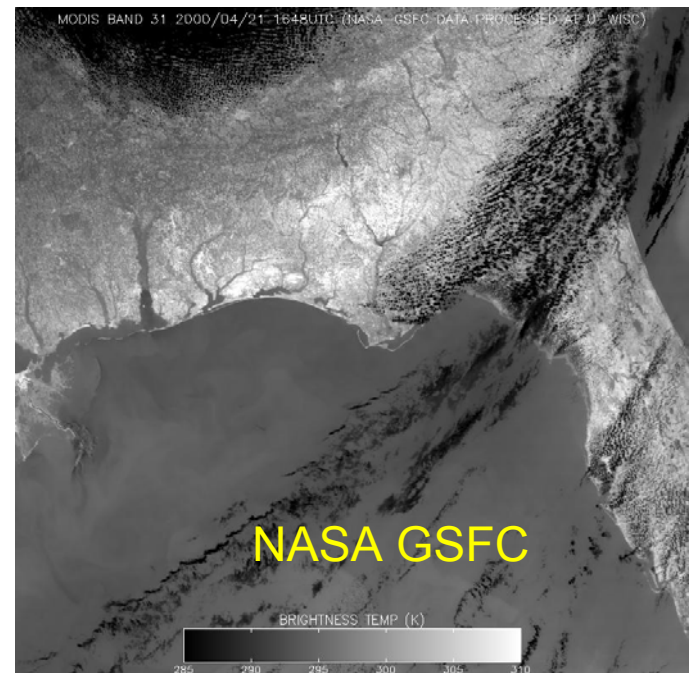 MODIS BAND 31 2000/04/21 1648UTC (NASA GSFC DATA PROCESSED AT U WISC)
NASA GSFC
BRIGHTNESS TEMP (K)
285 290 295 300 305 310